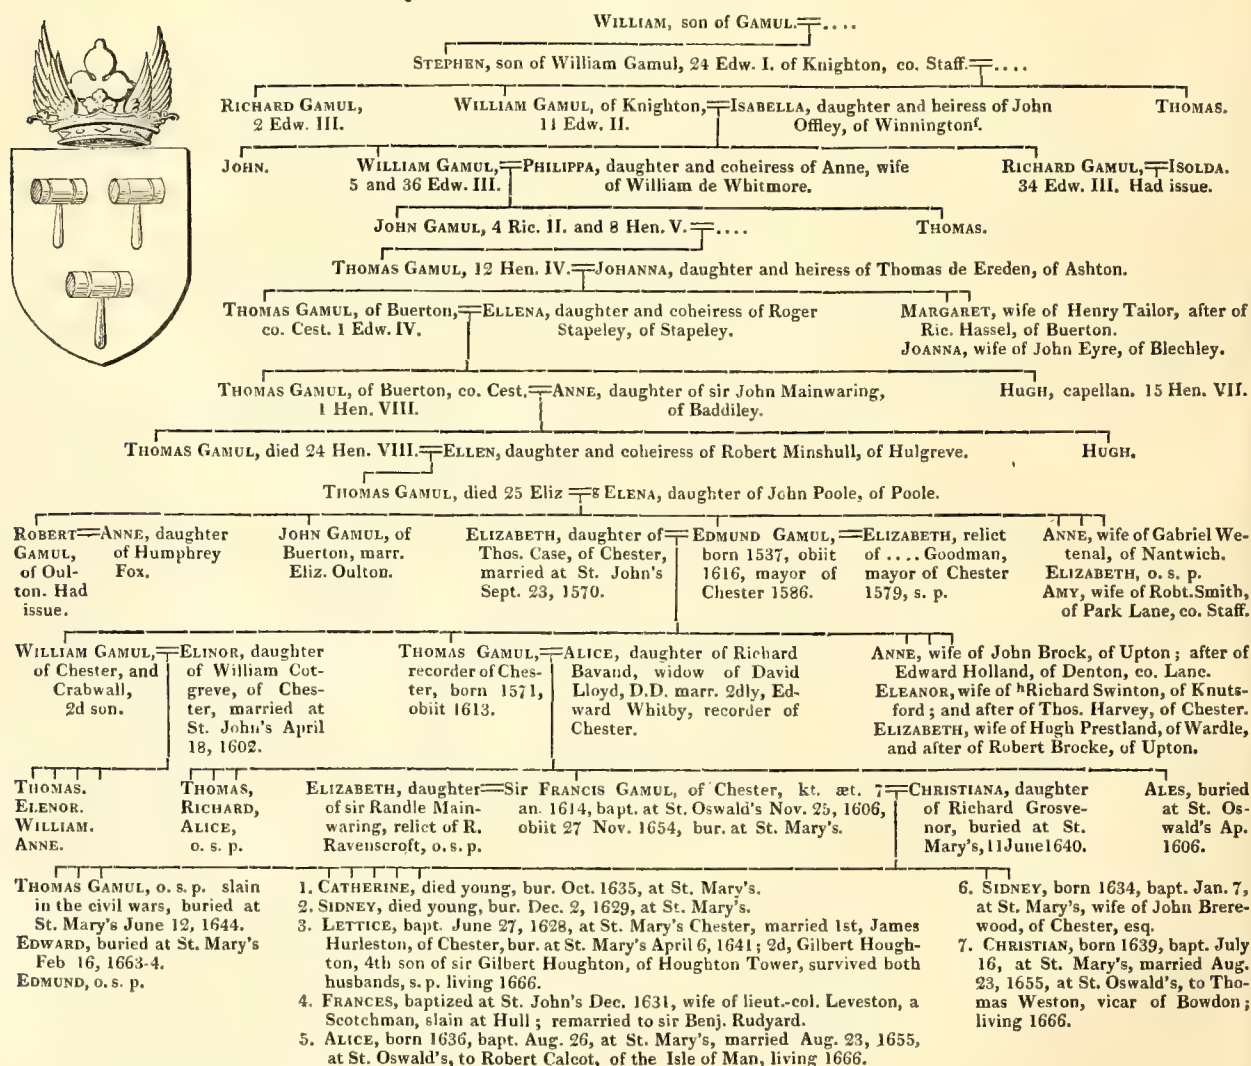 WILLIAM, son of GAMUL.=....
STEPHEN, son of William Gamul, 24 Edw. I. of Knighton, co. Staff.=....
RICHARD GAMUL,
2 Edw. III.
WILLIAM GAMUL, of Knighton,=ISABELLA, daughter and heiress of John
11 Edw. II.
Offley, of Winningtonf.
THOMAS.
JOHN.
WILLIAM GAMUL,=PHILIPPA, daughter and coheiress of Anne, wife
5 and 36 Edw. III.
of William de Whitmore.
RICHARD GAMUL,=ISOLDA.
34 Edw. III. Had issue.
JOHN GAMUL, 4 Ric. II. and 8 Hen. V.=....
THOMAS.
THOMAS GAMUL, 12 Hen. IV.=JOHANNA, daughter and heiress of Thomas de Ereden, of Ashton.
THOMAS GAMUL, of Buerton,=ELLENA, daughter and coheiress of Roger
co. Cest. 1 Edw. IV.
Stapeley, of Stapeley.
MARGARET, wife of Henry Tailor, after of
Ric. Hassel, of Buerton.
JOANNA, wife of John Eyre, of Blechley.
THOMAS GAMUL, of Buerton, co. Cest.=ANNE, daughter of sir John Mainwaring,
1 Hen. VIII.
of Baddiley.
HUGH, capellan. 15 Hen. VII.
THOMAS GAMUL, died 24 Hen. VIII.=ELLEN, daughter and coheiress of Robert Minshull, of Hulgreve.
HUGH.
THOMAS GAMUL, died 25 Eliz =g ELENA, daughter of John Poole, of Poole.
ROBERT=ANNE, daughter
GAMUL,
of Humphrey
of Oul-
Fox.
ton. Had
issue.
JOHN GAMUL, of
Buerton, marr.
Eliz. Oulton.
ELIZABETH, daughter of=EDMUND GAMUL,=ELIZABETH, relict
Thos. Case, of Chester,
married at St. John's
Sept. 23, 1570.
born 1537, obiit
1616, mayor of
Chester 1586.
of .... Goodman,
mayor of Chester
1579, s. p.
ANNE, wife of Gabriel We-
tenal, of Nantwich.
ELIZABETH, o. s. p.
AMY, wife of Robt. Smith,
of Park Lane, co. Staff.
WILLIAM GAMUL,=ELINOR, daughter
of Chester, and
Crabwall,
2d son.
of William Cot-
greve, of Ches-
ter, married at
St. John's April
18, 1602.
THOMAS GAMUL,=ALICE, daughter of Richard
recorder of Ches-
ter, born 1571,
obiit 1613.
Bavand, widow of David
Lloyd, D.D. marr. 2dly, Ed-
ward Whitby, recorder of
Chester.
ANNE, wife of John Brock, of Upton; after of
Edward Holland, of Denton, co. Lanc.
ELEANOR, wife of hRichard Swinton, of Knuts-
ford; and after of Thos. Harvey, of Chester.
ELIZABETH, wife of Hugh Prestland, of Wardle,
and after of Robert Brocke, of Upton.
THOMAS.
ELENOR.
WILLIAM.
ANNE.
THOMAS,
RICHARD,
ALICE,
o. s. p.
ELIZABETH, daughter=Sir FRANCIS GAMUL, of Chester, kt. æt. 7=CHRISTIANA, daughter
of sir Randle Main-
waring, relict of R.
Ravenscroft, o. s. p.
an. 1614, bapt. at St. Oswald's Nov. 25, 1606,
obiit 27 Nov. 1654, bur. at St. Mary's.
of Richard Grosve-
nor, buried at St.
Mary's, 11 June 1640.
ALES, buried
at St. Os-
wald's Ap.
1606.
THOMAS GAMUL, o. s. p. slain
in the civil wars, buried at
St. Mary's June 12, 1644.
EDWARD, buried at St. Mary's
Feb 16, 1663-4.
EDMUND, o. s. p.
1. CATHERINE, died young, bur. Oct. 1635, at St. Mary's.
2. SIDNEY, died young, bur. Dec. 2, 1629, at St. Mary's.
3. LETTICE, bapt. June 27, 1628, at St. Mary's Chester, married 1st, James
Hurleston, of Chester, bur. at St. Mary's April 6, 1641; 2d, Gilbert Hough-
ton, 4th son of sir Gilbert Houghton, of Houghton Tower, survived both
husbands, s. p. living 1666.
4. FRANCES, baptized at St. John's Dec. 1631, wife of lieut.-col. Leveston, a
Scotchman, slain at Hull; remarried to sir Benj. Rudyard.
5. ALICE, born 1636, bapt. Aug. 26, at St. Mary's, married Aug. 23, 1655,
at St. Oswald's, to Robert Calcot, of the Isle of Man, living 1666.
6. SIDNEY, born 1634, bapt. Jan. 7,
at St. Mary's, wife of John Brere-
wood, of Chester, esq.
7. CHRISTIAN, born 1639, bapt. July
16, at St. Mary's, married Aug.
23, 1655, at St. Oswald's, to Tho-
mas Weston, vicar of Bowdon;
living 1666.